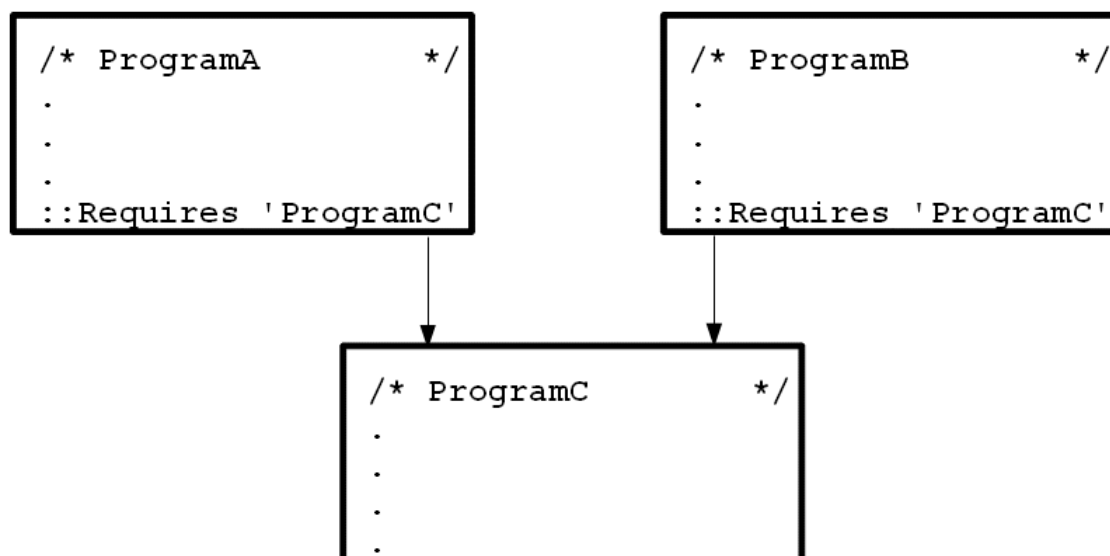 /* ProgramA */
.
.
.
::Requires 'ProgramC'
/* ProgramB */
.
.
.
::Requires 'ProgramC'
/* ProgramC */
.
.
.
.